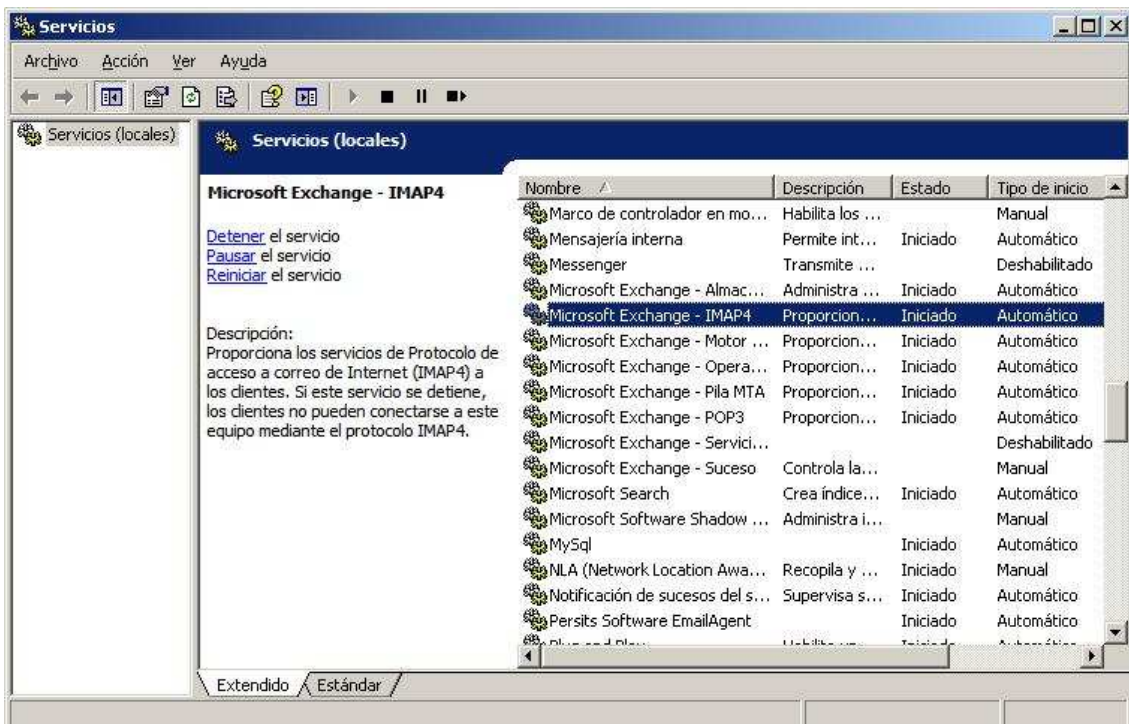 Servicios
Archivo Acción Ver Ayuda
Servicios (locales)
Servicios (locales)
Microsoft Exchange - IMAP4
Detener el servicio
Pausar el servicio
Reiniciar el servicio
Descripción:
Proporciona los servicios de Protocolo de
acceso a correo de Internet (IMAP4) a
los clientes. Si este servicio se detiene,
los clientes no pueden conectarse a este
equipo mediante el protocolo IMAP4.
Nombre Descripción Estado Tipo de inicio
Marco de controlador en mo... Habilita los ... Manual
Mensajería interna Permite int... Iniciado Automático
Messenger Transmite ... Deshabilitado
Microsoft Exchange - Almac... Administra ... Iniciado Automático
Microsoft Exchange - IMAP4 Proporcion... Iniciado Automático
Microsoft Exchange - Motor ... Proporcion... Iniciado Automático
Microsoft Exchange - Opera... Proporcion... Iniciado Automático
Microsoft Exchange - Pila MTA Proporcion... Iniciado Automático
Microsoft Exchange - POP3 Proporcion... Iniciado Automático
Microsoft Exchange - Servici... Deshabilitado
Microsoft Exchange - Suceso Controla la... Manual
Microsoft Search Crea índice... Iniciado Automático
Microsoft Software Shadow ... Administra i... Manual
MySql Iniciado Automático
NLA (Network Location Awa... Recopila y ... Iniciado Manual
Notificación de sucesos del s... Supervisa s... Iniciado Automático
Persits Software EmailAgent Iniciado Automático
Extendido Estándar